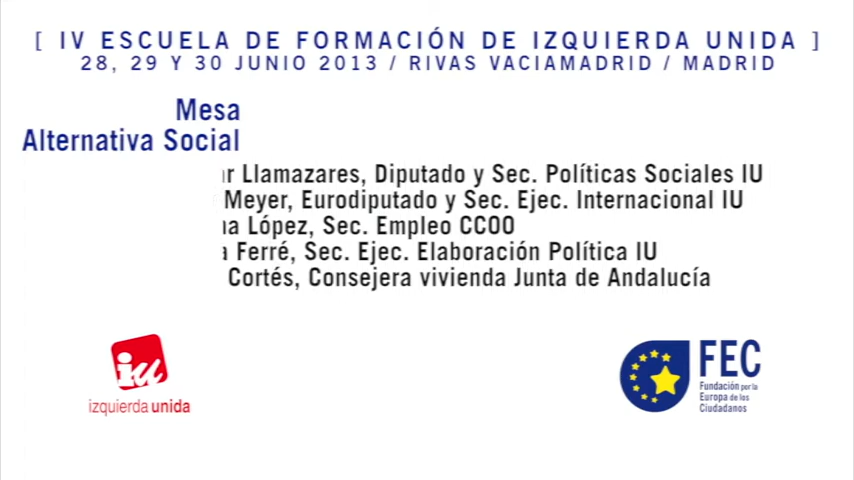 [ IV ESCUELA DE FORMACIÓN DE IZQUIERDA UNIDA ]
28, 29 Y 30 JUNIO 2013 / RIVAS VACIAMADRID / MADRID
Mesa
Alternativa Social
Llamazares, Diputado y Sec. Políticas Sociales IU
Meyer, Eurodiputado y Sec. Ejec. Internacional IU
López, Sec. Empleo CCOO
Ferré, Sec. Ejec. Elaboración Política IU
Cortés, Consejera vivienda Junta de Andalucía
iu
izquierda unida
FEC
Fundación por la
Europa de los
Ciudadanos